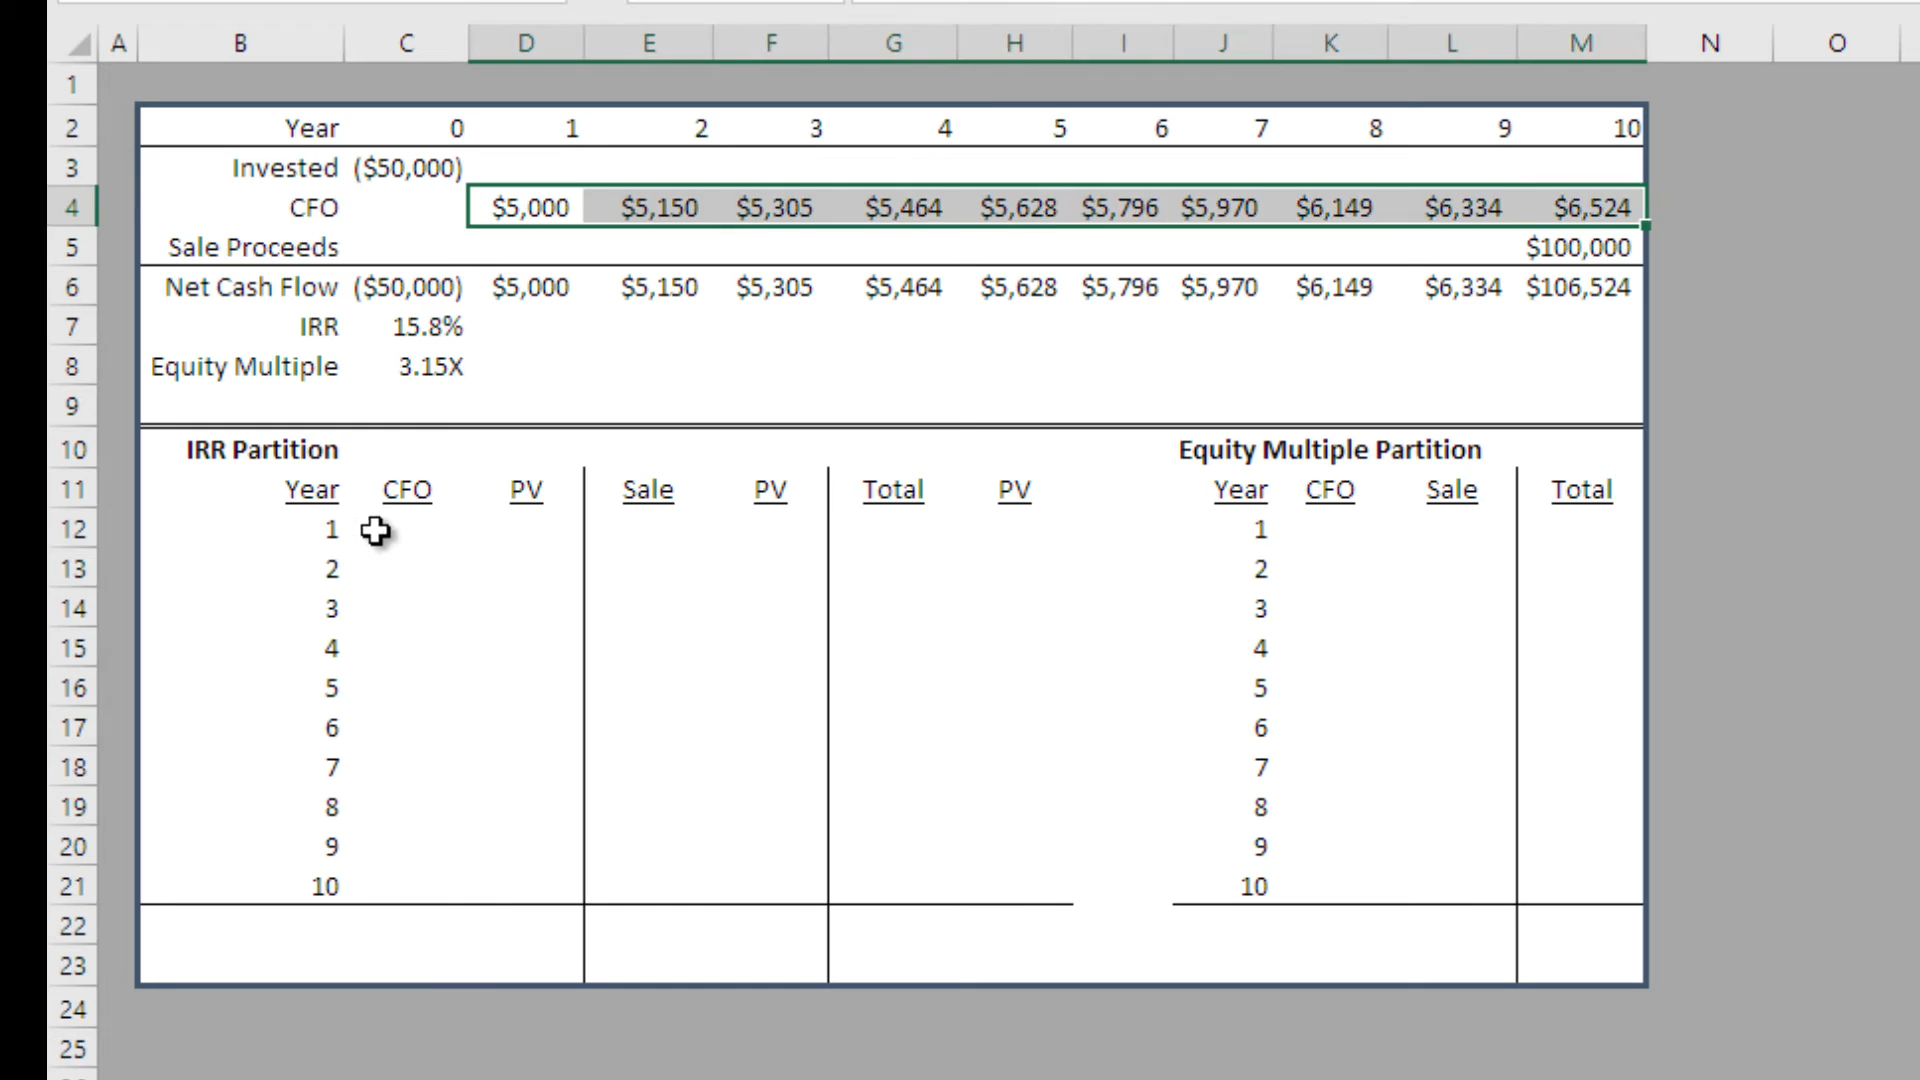 A B C D E F G H I J K L M N O
1
2 Year 0 1 2 3 4 5 6 7 8 9 10
3 Invested ($50,000)
4 CFO $5,000 $5,150 $5,305 $5,464 $5,628 $5,796 $5,970 $6,149 $6,334 $6,524
5 Sale Proceeds $100,000
6 Net Cash Flow ($50,000) $5,000 $5,150 $5,305 $5,464 $5,628 $5,796 $5,970 $6,149 $6,334 $106,524
7 IRR 15.8%
8 Equity Multiple 3.15X
9
10 IRR Partition Equity Multiple Partition
11 Year CFO PV Sale PV Total PV Year CFO Sale Total
12 1 1
13 2 2
14 3 3
15 4 4
16 5 5
17 6 6
18 7 7
19 8 8
20 9 9
21 10 10
22
23
24
25